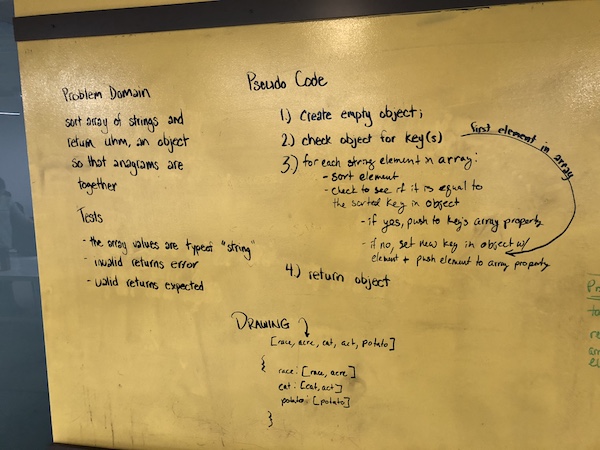 Problem Domain
sort array of strings and
return uhm, an object
so that anagrams are
together
Tests
- the array values are typeof "string"
- invalid returns error
- valid returns expected
Pseudo Code
1.) Create empty object;
2.) check object for key(s)
first element in array
3.) for each string element in array:
- sort element
- check to see if it is equal to
the sorted key in object
- if yes, push to key's array property
- if no, set new key in object w/
element + push element to array property
4.) return object
DRAWING
[race, acre, cat, act, potato]
{
race: [race, acre]
cat: [cat, act]
potato: [potato]
}